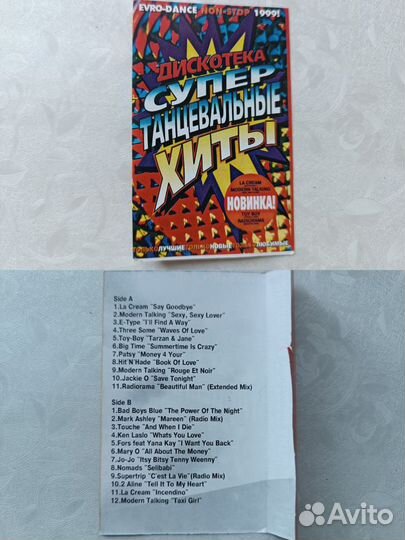 EVRO-DANCE NON-STOP 1999!
ДИСКОТЕКА
СУПЕР
ТАНЦЕВАЛЬНЫЕ
ХИТЫ
LA CREAM
MODERN TALKING
НОВИНКА!
TOY BOY
RADIORAMA
ТОЛЬКО ЛУЧШИЕ ТОЛЬКО НОВЫЕ ТОЛЬКО ЛЮБИМЫЕ
Side A
1.La Cream "Say Goodbye"
2.Modern Talking "Sexy, Sexy Lover"
3.E-Type "I'll Find A Way"
4.Three Some "Waves Of Love"
5.Toy-Boy "Tarzan & Jane"
6.Big Time "Summertime Is Crazy"
7.Patsy "Money 4 Your"
8.Hit'N'Hade "Book Of Love"
9.Modern Talking "Rouge Et Noir"
10.Jackie O "Save Tonight"
11.Radiorama "Beautiful Man" (Extended Mix)
Side B
1.Bad Boys Blue "The Power Of The Night"
2.Mark Ashley "Mareen" (Radio Mix)
3.Touche "And When I Die"
4.Ken Laslo "Whats You Love"
5.Fors feat Yana Kay "I Want You Back"
6.Mary O "All About The Money"
7.Jo-Jo "Itsy Bitsy Tenny Weenny"
8.Nomads "Selibabi"
9.Supertrip "C'est La Vie"(Radio Mix)
10.2 Aline "Tell It To My Heart"
11.La Cream "Incendino"
12.Modern Talking "Taxi Girl"
Avito